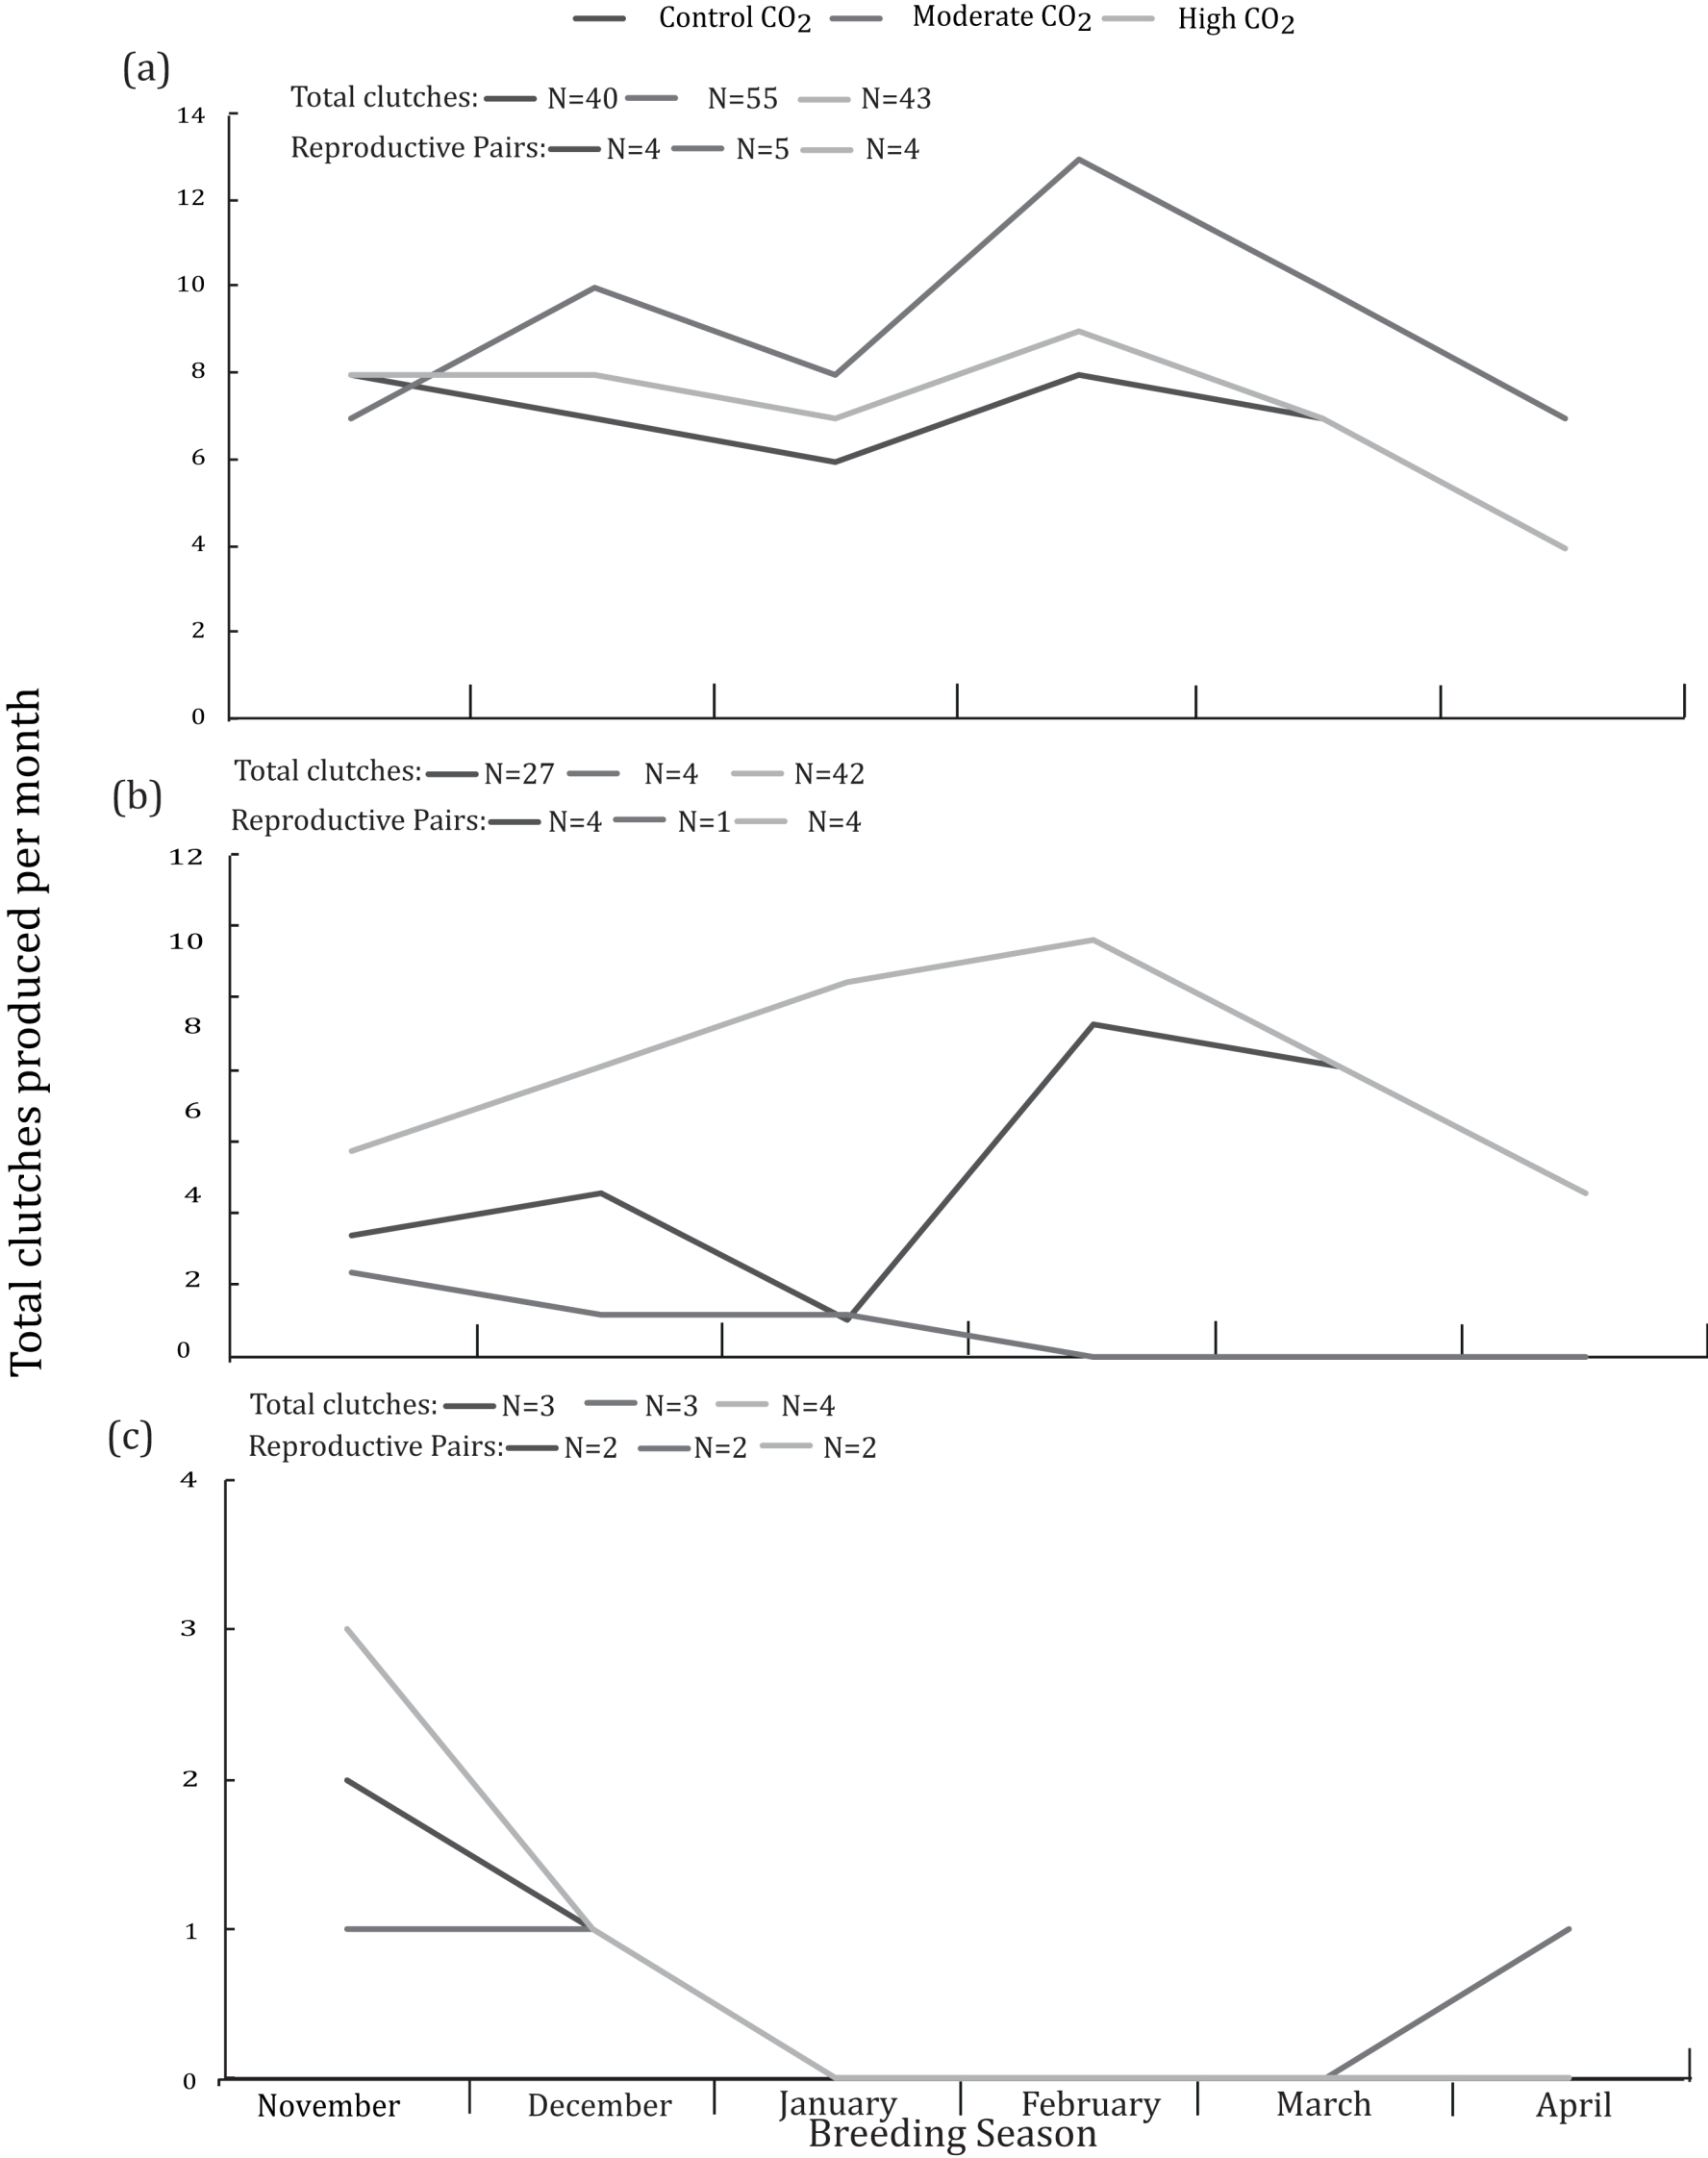 Control CO2 Moderate CO2 High CO2
(a)
Total clutches: N=40 N=55 N=43
Reproductive Pairs: N=4 N=5 N=4
14
12
10
8
6
4
2
0
Total clutches produced per month
(b)
Total clutches: N=27 N=4 N=42
Reproductive Pairs: N=4 N=1 N=4
12
10
8
6
4
2
0
(c)
Total clutches: N=3 N=3 N=4
Reproductive Pairs: N=2 N=2 N=2
4
3
2
1
0
November December January February March April
Breeding Season